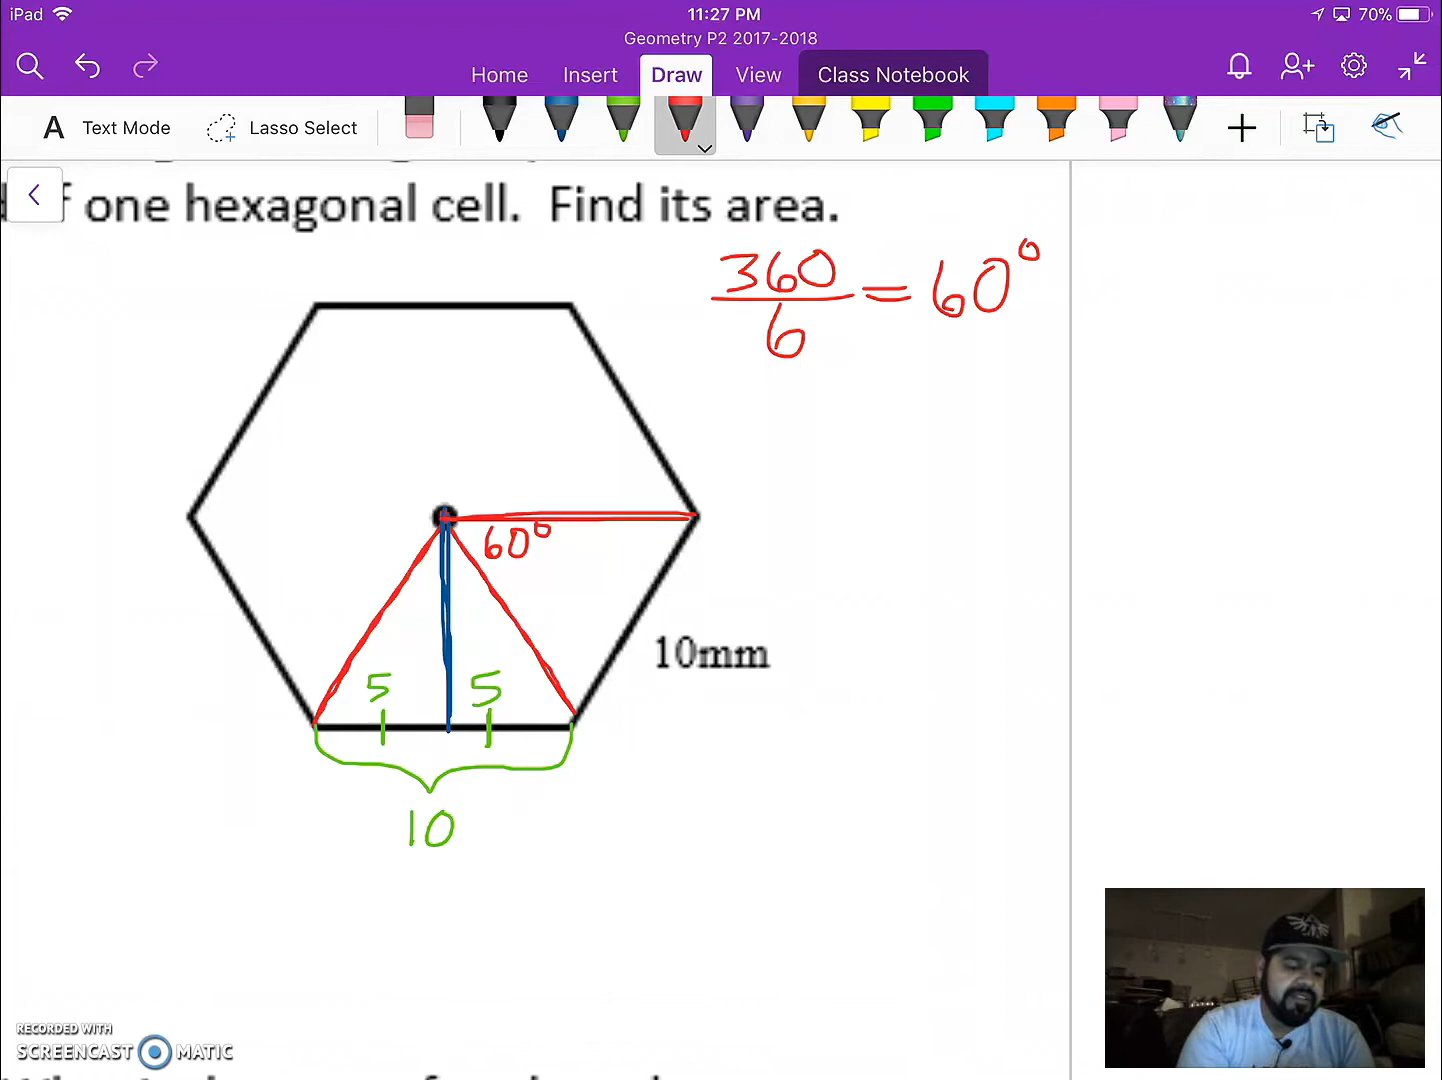 iPad 11:27 PM 70%
Geometry P2 2017-2018
Home Insert Draw View Class Notebook
A Text Mode Lasso Select
of one hexagonal cell. Find its area.
360
6
= 60°
60°
10mm
5 5
10
RECORDED WITH
SCREENCAST MATIC